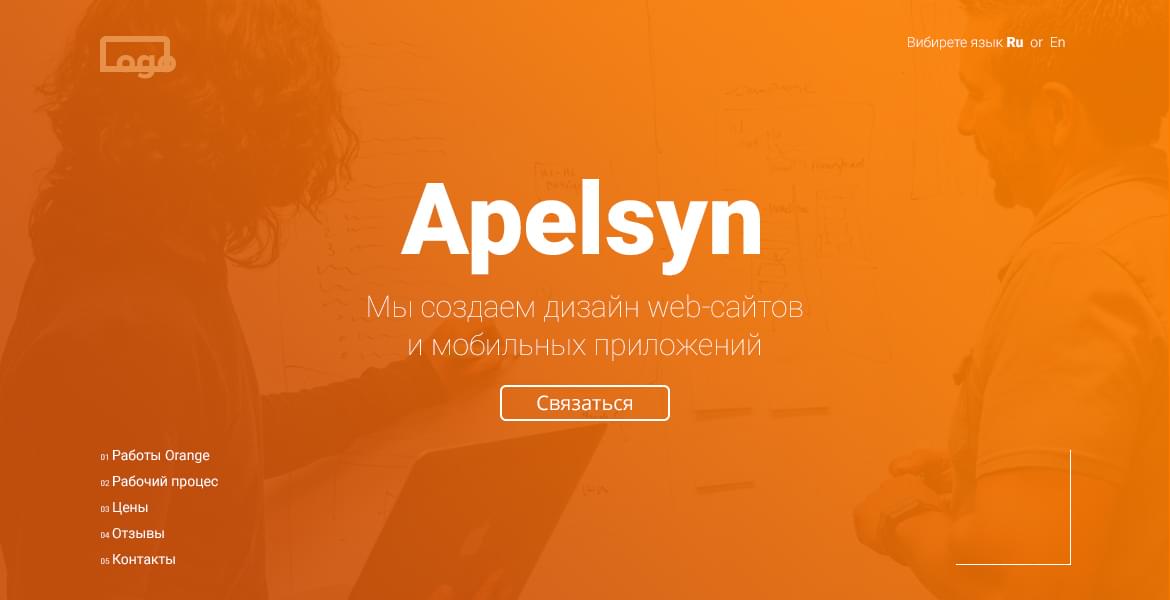 Logo
Вибирете язык Ru or En
Apelsyn
Мы создаем дизайн web-сайтов
и мобильных приложений
Связаться
01 Работы Orange
02 Рабочий процес
03 Цены
04 Отзывы
05 Контакты